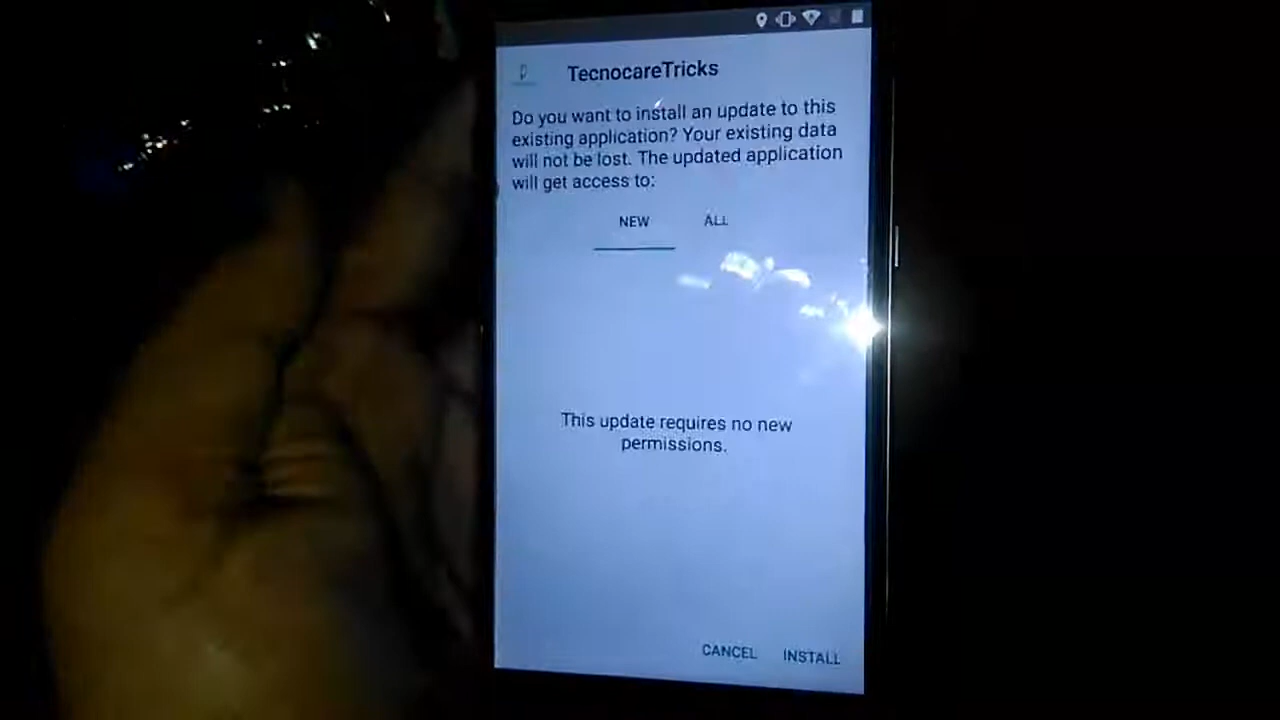 TecnocareTricks
Do you want to install an update to this
existing application? Your existing data
will not be lost. The updated application
will get access to:
NEW ALL
This update requires no new
permissions.
CANCEL INSTALL